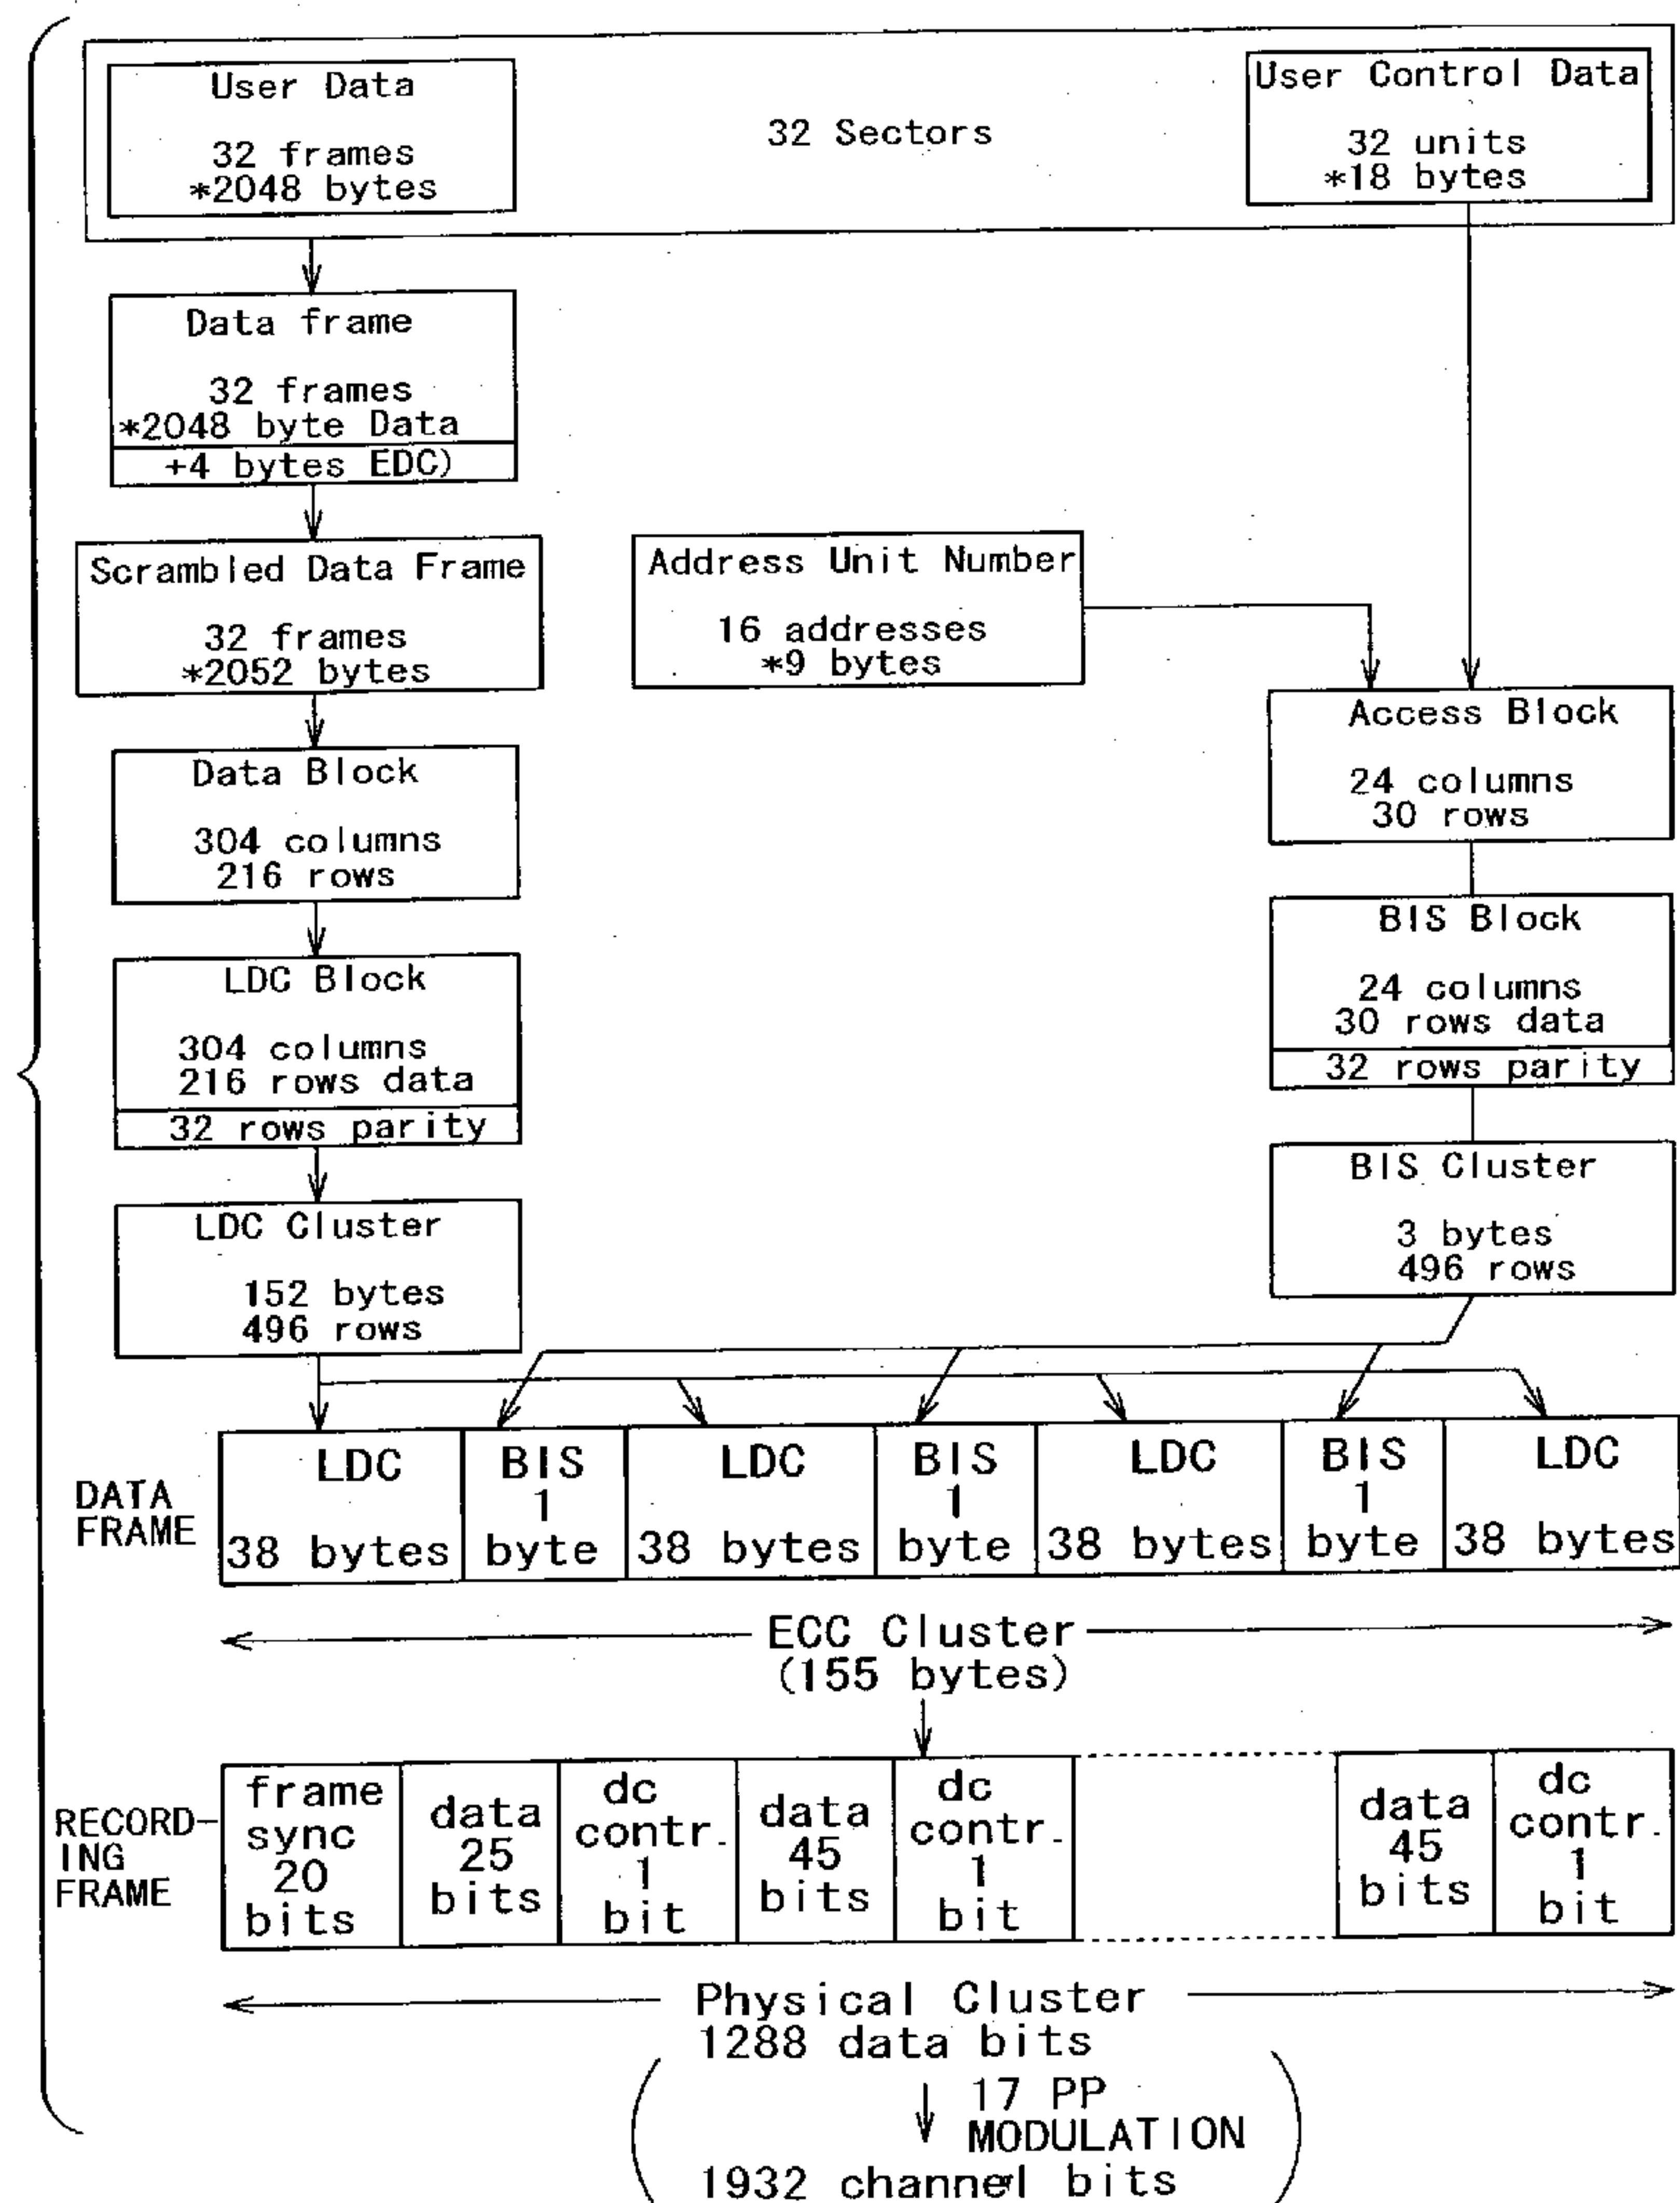 User Data
32 frames
*2048 bytes
32 Sectors
User Control Data
32 units
*18 bytes
Data frame
32 frames
*2048 byte Data
+4 bytes EDC)
Scrambled Data Frame
32 frames
*2052 bytes
Address Unit Number
16 addresses
*9 bytes
Access Block
24 columns
30 rows
Data Block
304 columns
216 rows
BIS Block
24 columns
30 rows data
32 rows parity
LDC Block
304 columns
216 rows data
32 rows parity
BIS Cluster
3 bytes
496 rows
LDC Cluster
152 bytes
496 rows
DATA
FRAME
LDC
38 bytes
BIS
1
byte
LDC
38 bytes
BIS
1
byte
LDC
38 bytes
BIS
1
byte
LDC
38 bytes
ECC Cluster
(155 bytes)
RECORD-
ING
FRAME
frame
sync
20
bits
data
25
bits
dc
contr.
1
bit
data
45
bits
dc
contr.
1
bit
data
45
bits
dc
contr.
1
bit
Physical Cluster
1288 data bits
17 PP
MODULATION
1932 channel bits